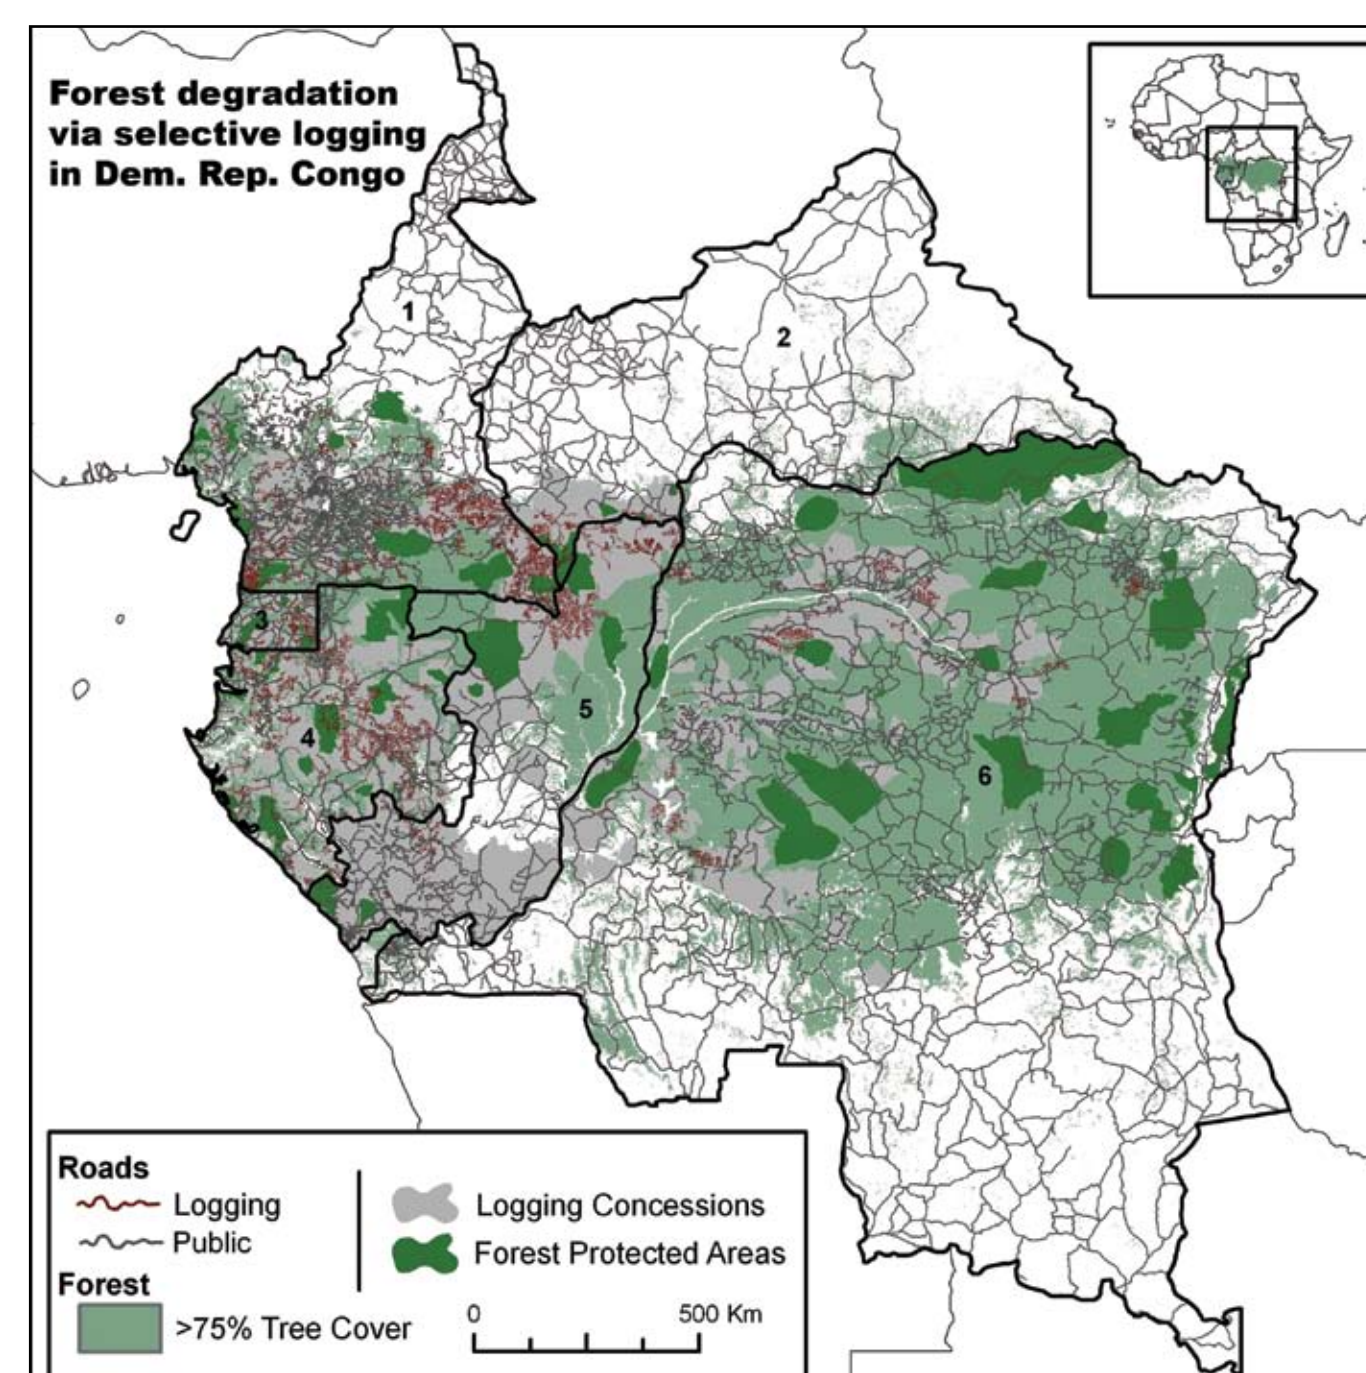 Forest degradation
via selective logging
in Dem. Rep. Congo
1
2
3
4
5
6
Roads
Logging
Public
Forest
>75% Tree Cover
Logging Concessions
Forest Protected Areas
0 500 Km